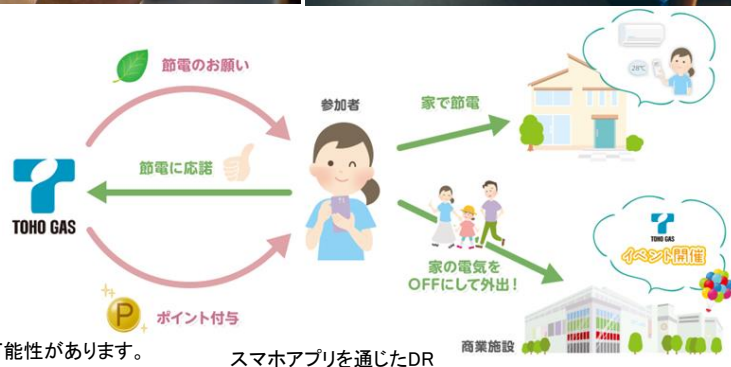 節電のお願い
参加者
家で節電
28℃
節電に応諾
TOHO GAS
TOHO GAS
イベント開催
家の電気を
OFFにして外出！
P
ポイント付与
商業施設
能性があります。
スマホアプリを通じたDR